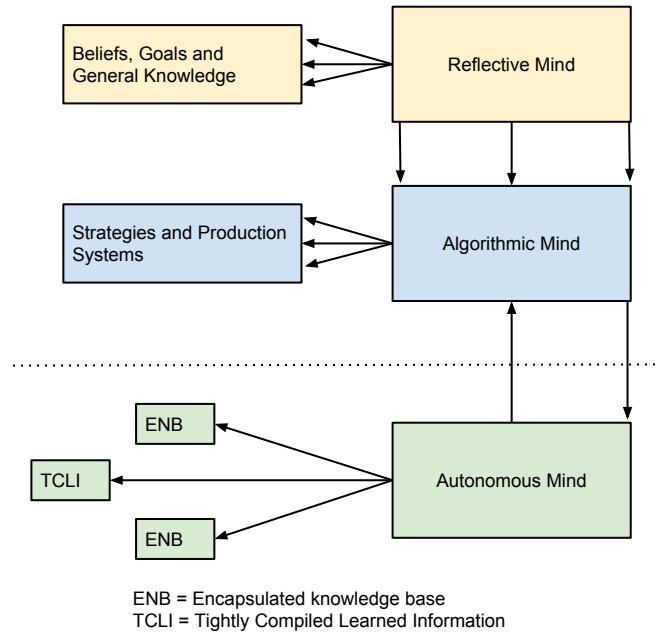 Beliefs, Goals and
General Knowledge
Reflective Mind
Strategies and Production
Systems
Algorithmic Mind
ENB
TCLI
ENB
Autonomous Mind
ENB = Encapsulated knowledge base
TCLI = Tightly Compiled Learned Information